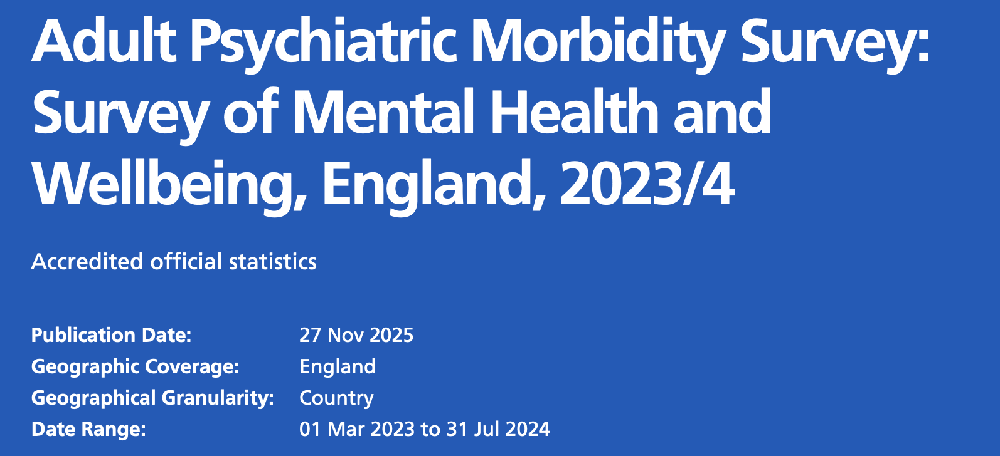 Adult Psychiatric Morbidity Survey:
Survey of Mental Health and
Wellbeing, England, 2023/4
Accredited official statistics
Publication Date: 27 Nov 2025
Geographic Coverage: England
Geographical Granularity: Country
Date Range: 01 Mar 2023 to 31 Jul 2024